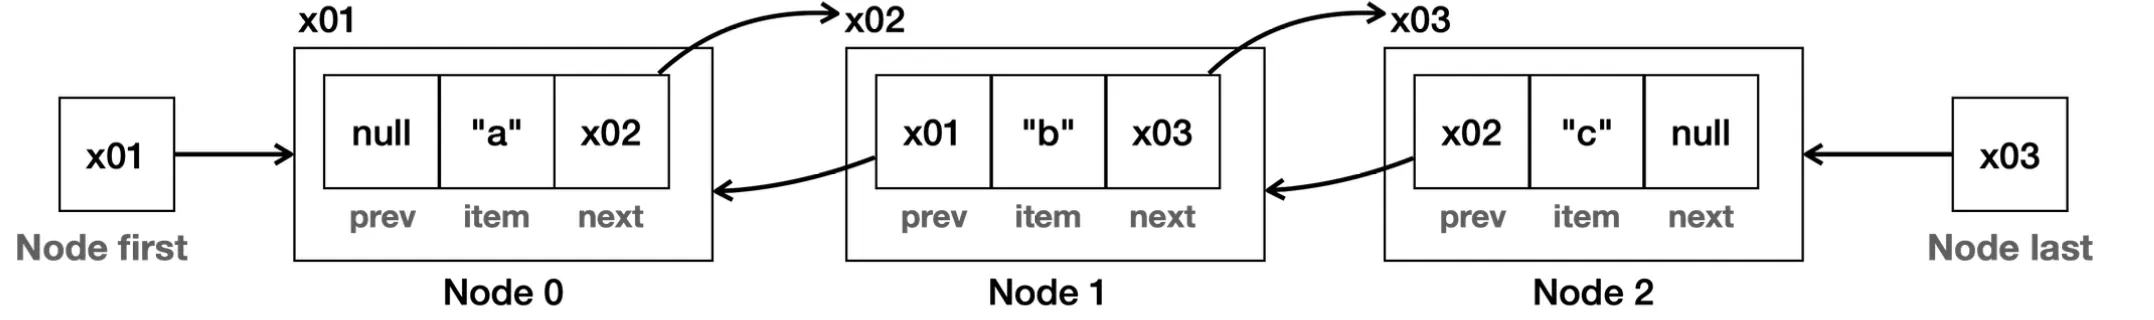 x01 x02 x03
x01 null "a" x02 x01 "b" x03 x02 "c" null x03
prev item next prev item next prev item next
Node first Node last
Node 0 Node 1 Node 2